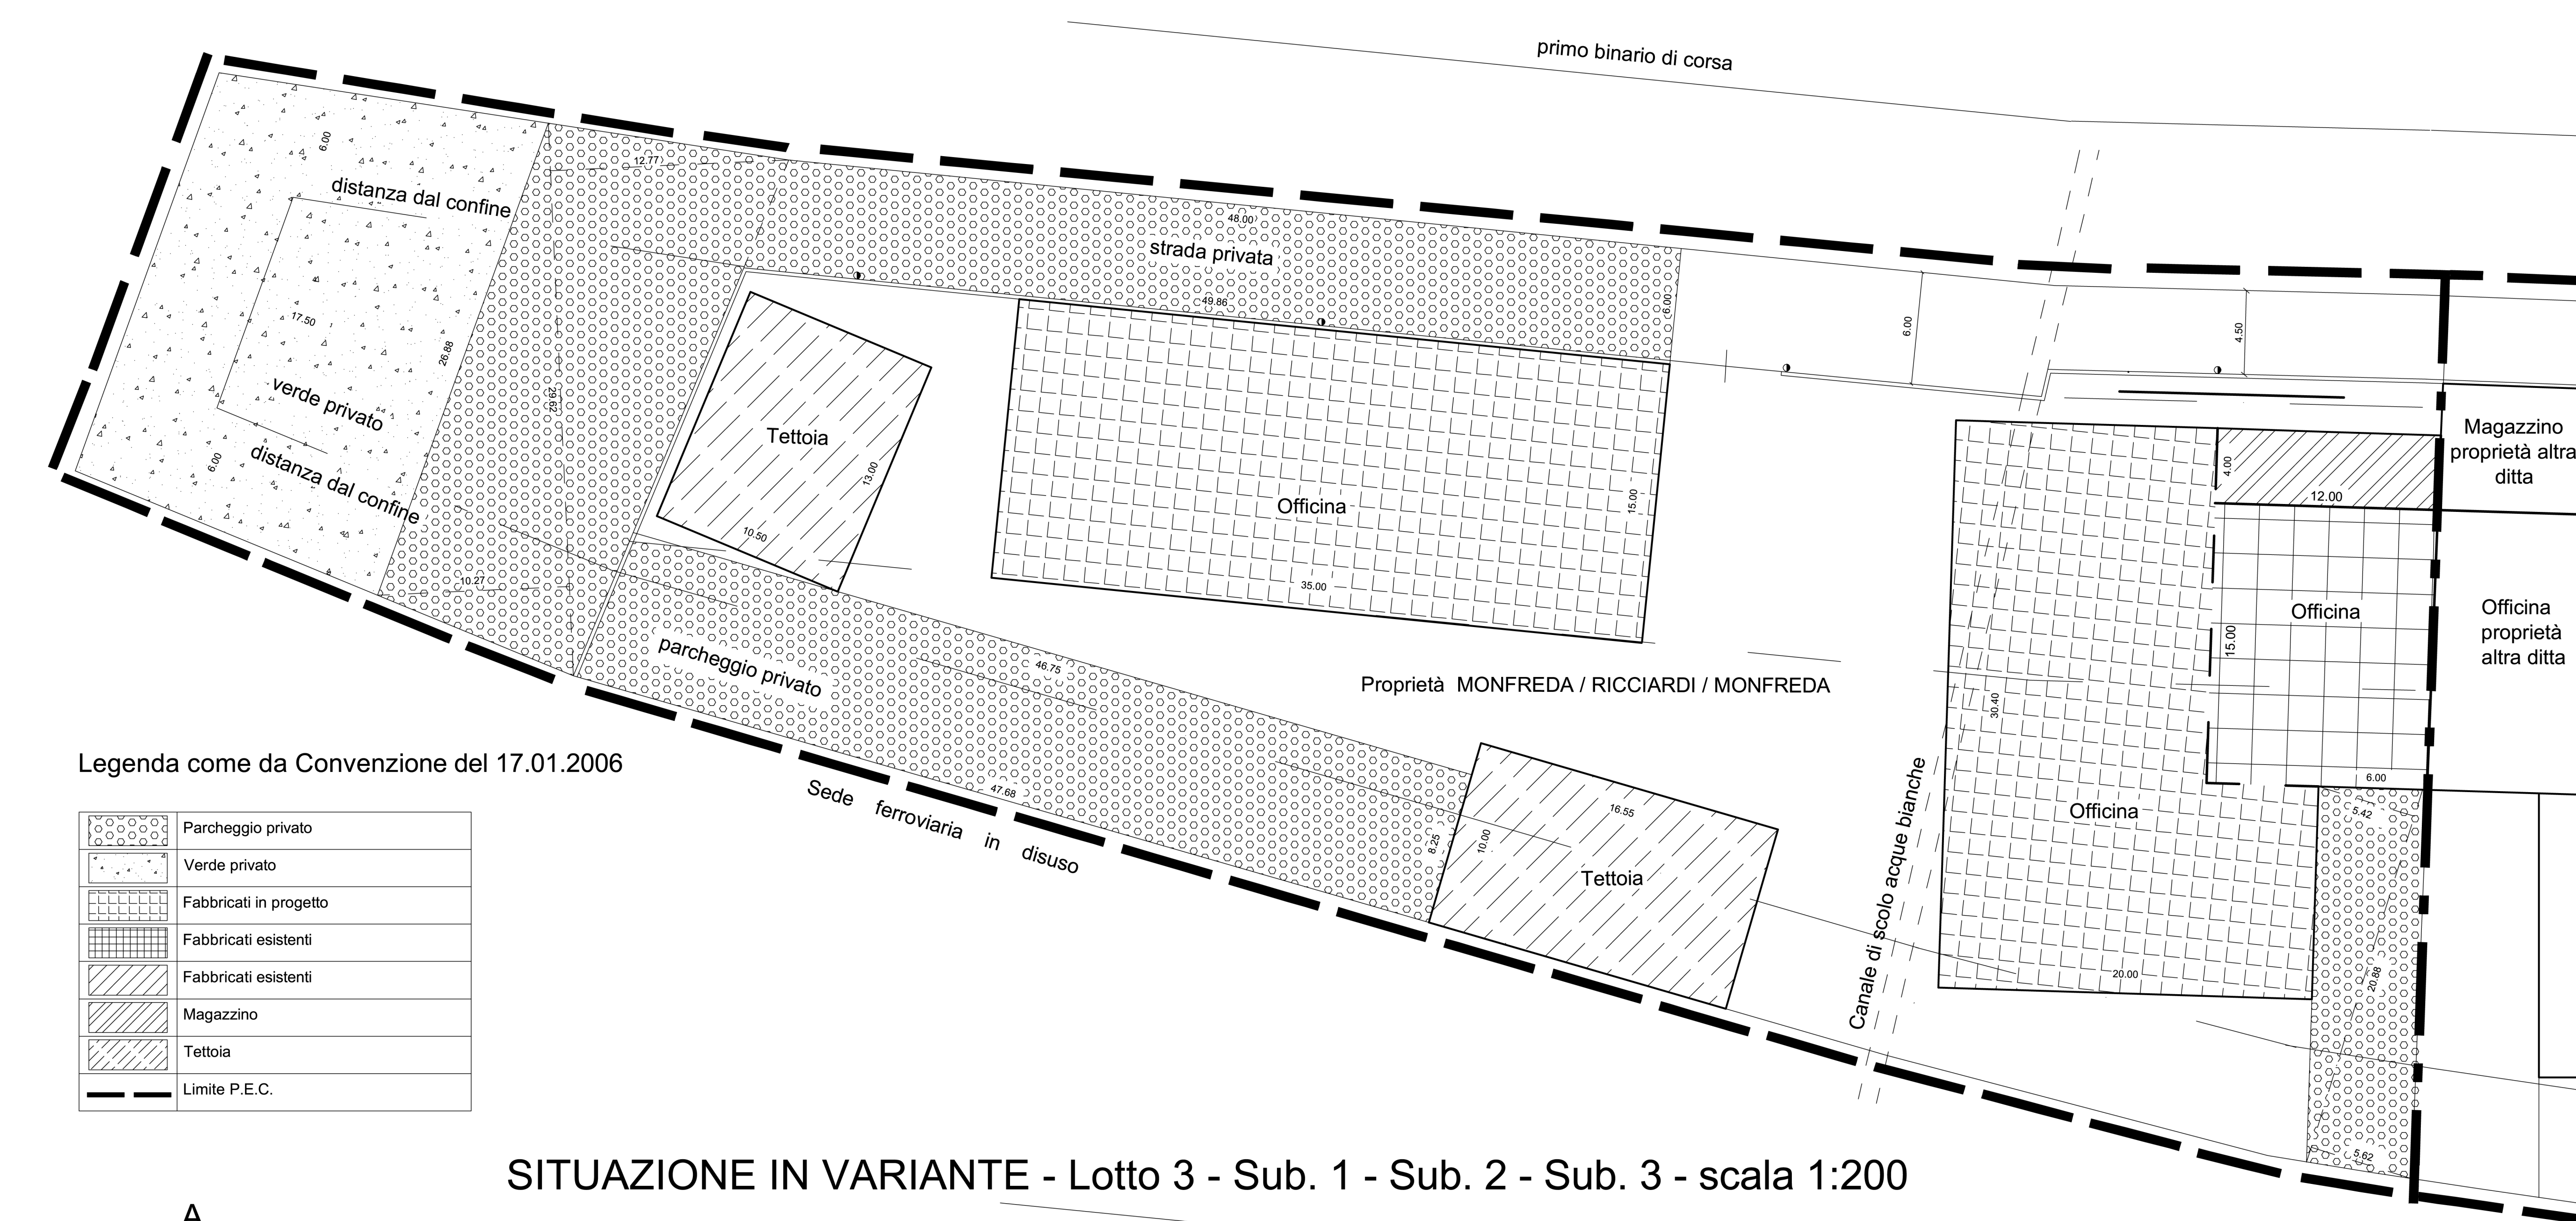 primo binario di corsa
6.00
distanza dal confine
12.77
48.00
strada privata
49.86
6.00
6.00
4.50
17.50
26.88
29.62
verde privato
distanza dal confine
6.00
10.27
Tettoia
13.00
10.50
Officina
15.00
35.00
Magazzino
proprietà altra
ditta
4.00
12.00
Officina
15.00
6.00
Officina
proprietà
altra ditta
parcheggio privato
46.75
47.68
Proprietà MONFREDA / RICCIARDI / MONFREDA
30.40
Officina
20.00
5.42
20.88
5.62
8.25
10.00
16.55
Tettoia
Canale di scolo acque bianche
Sede ferroviaria in disuso
Legenda come da Convenzione del 17.01.2006
Parcheggio privato
Verde privato
Fabbricati in progetto
Fabbricati esistenti
Fabbricati esistenti
Magazzino
Tettoia
Limite P.E.C.
SITUAZIONE IN VARIANTE - Lotto 3 - Sub. 1 - Sub. 2 - Sub. 3 - scala 1:200
A